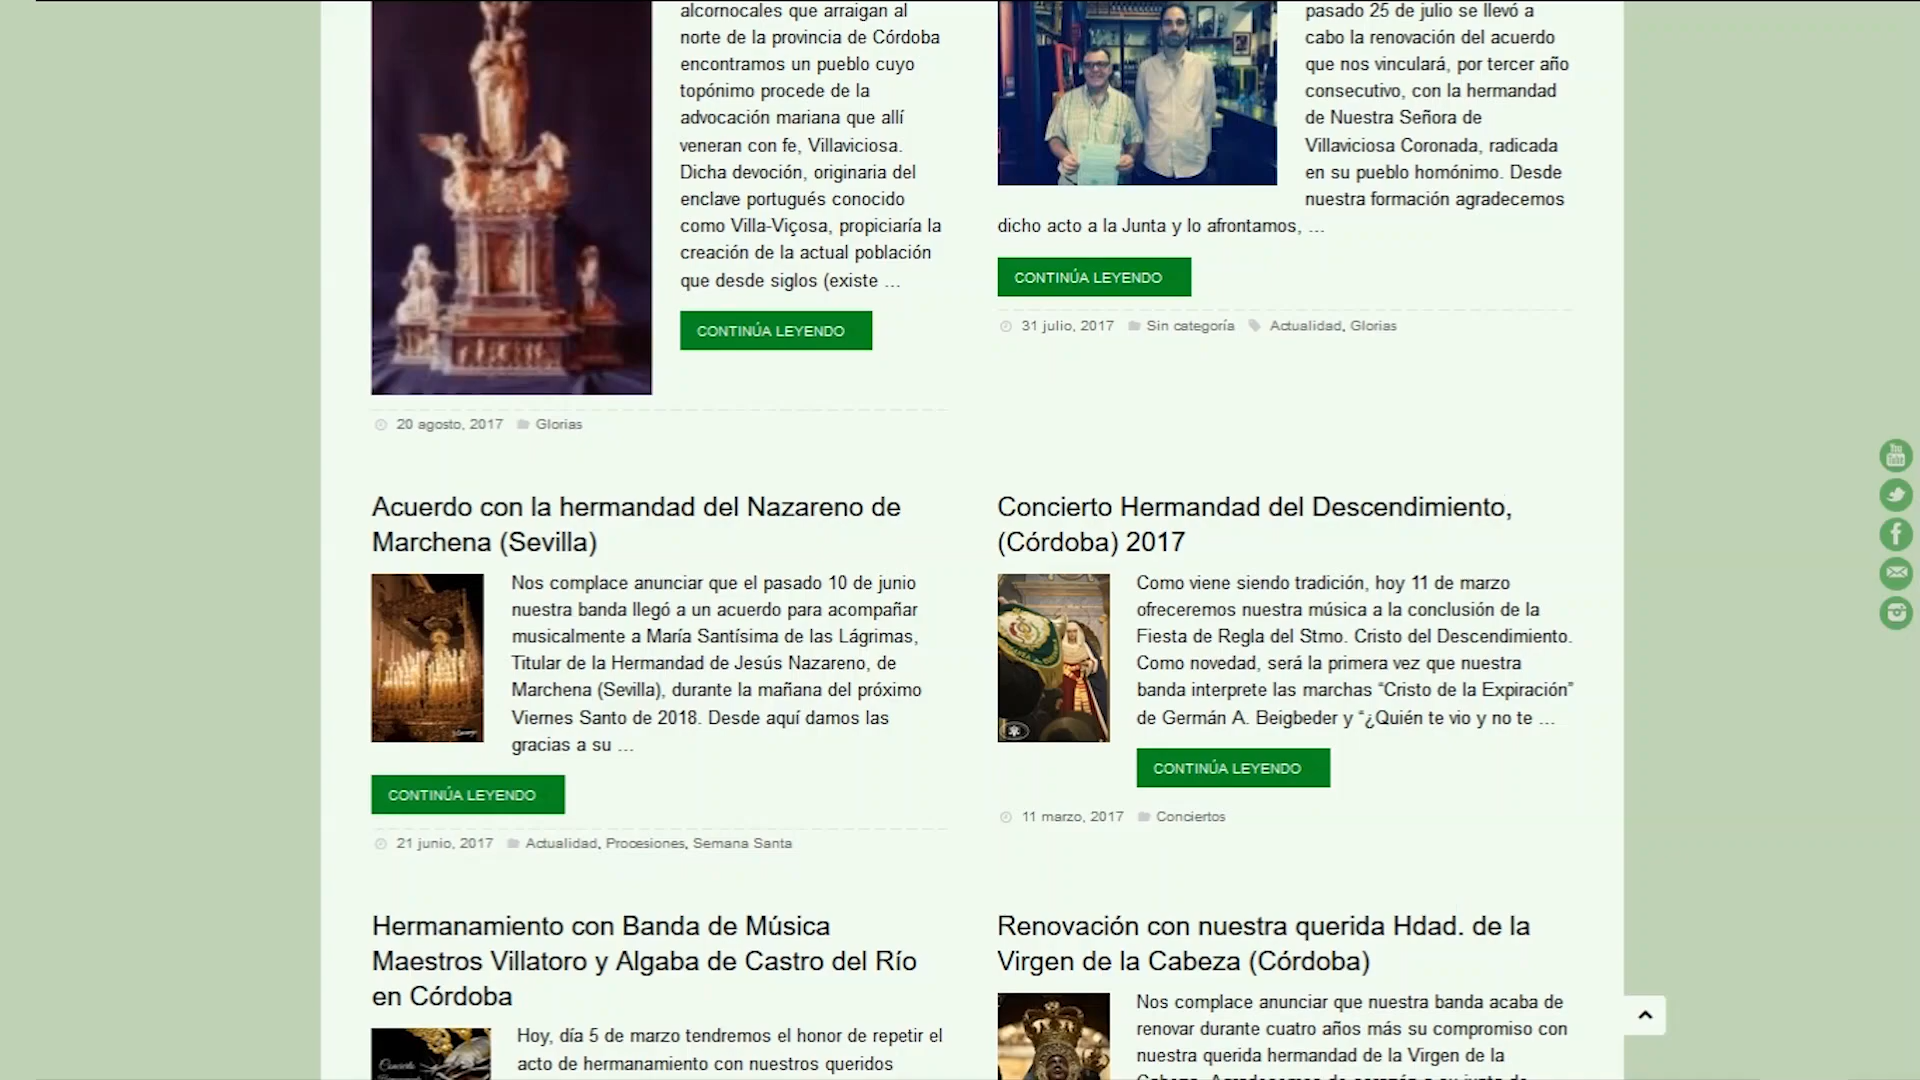 alcornocales que arraigan al
norte de la provincia de Córdoba
encontramos un pueblo cuyo
topónimo procede de la
advocación mariana que allí
veneran con fe, Villaviciosa.
Dicha devoción, originaria del
enclave portugués conocido
como Villa-Viçosa, propiciaría la
creación de la actual población
que desde siglos (existe …
CONTINÚA LEYENDO
20 agosto, 2017 Glorias
pasado 25 de julio se llevó a
cabo la renovación del acuerdo
que nos vinculará, por tercer año
consecutivo, con la hermandad
de Nuestra Señora de
Villaviciosa Coronada, radicada
en su pueblo homónimo. Desde
nuestra formación agradecemos
dicho acto a la Junta y lo afrontamos, …
CONTINÚA LEYENDO
31 julio, 2017 Sin categoría Actualidad, Glorias
Acuerdo con la hermandad del Nazareno de
Marchena (Sevilla)
Nos complace anunciar que el pasado 10 de junio
nuestra banda llegó a un acuerdo para acompañar
musicalmente a María Santísima de las Lágrimas,
Titular de la Hermandad de Jesús Nazareno, de
Marchena (Sevilla), durante la mañana del próximo
Viernes Santo de 2018. Desde aquí damos las
gracias a su …
CONTINÚA LEYENDO
21 junio, 2017 Actualidad, Procesiones, Semana Santa
Concierto Hermandad del Descendimiento,
(Córdoba) 2017
Como viene siendo tradición, hoy 11 de marzo
ofreceremos nuestra música a la conclusión de la
Fiesta de Regla del Stmo. Cristo del Descendimiento.
Como novedad, será la primera vez que nuestra
banda interprete las marchas “Cristo de la Expiración”
de Germán A. Beigbeder y “¿Quién te vio y no te …
CONTINÚA LEYENDO
11 marzo, 2017 Conciertos
Hermanamiento con Banda de Música
Maestros Villatoro y Algaba de Castro del Río
en Córdoba
Concierto
Hoy, día 5 de marzo tendremos el honor de repetir el
acto de hermanamiento con nuestros queridos
Renovación con nuestra querida Hdad. de la
Virgen de la Cabeza (Córdoba)
Nos complace anunciar que nuestra banda acaba de
renovar durante cuatro años más su compromiso con
nuestra querida hermandad de la Virgen de la
You
Tube